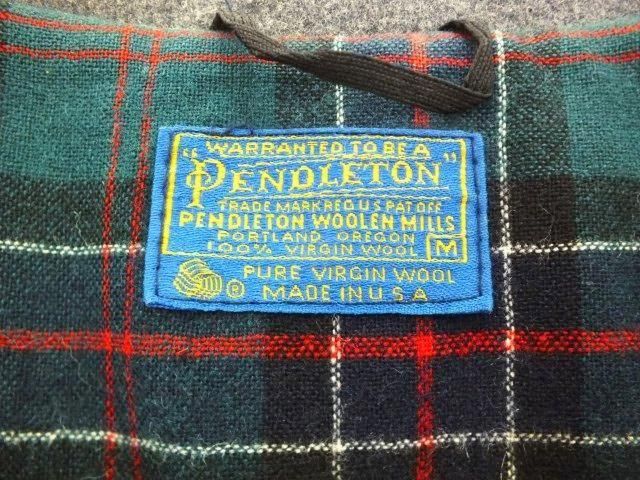 WARRANTED TO BE A
"PENDLETON"
TRADE MARK REG U S PAT OFF
PENDLETON WOOLEN MILLS
PORTLAND OREGON
100% VIRGIN WOOL M
® PURE VIRGIN WOOL
MADE IN U.S.A